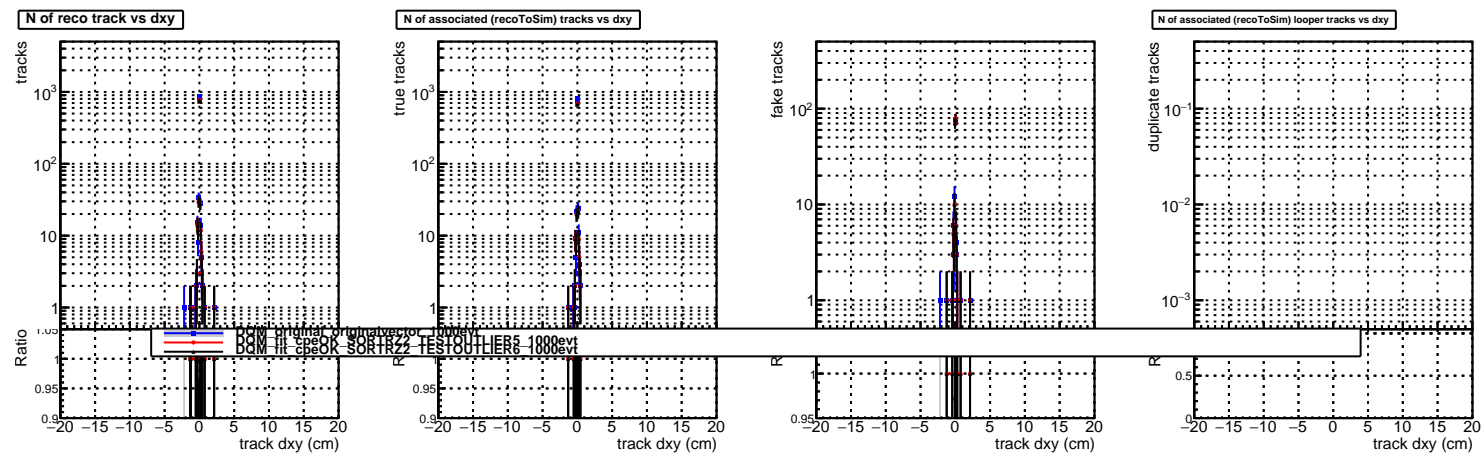 N of reco track vs dxy
N of associated (recoToSim) tracks vs dxy
N of associated (recoToSim) looper tracks vs dxy
tracks
10³
10²
10
1
true tracks
10³
10²
10
1
fake tracks
10²
10
1
duplicate tracks
10⁻¹
10⁻²
10⁻³
DQM_original_originalvector_1000evt
DQM_fit_cpeOK_SORTRZ2_TESTOUTLIER5_1000evt
DQM_fit_cpeOK_SORTRZ2_TESTOUTLIER6_1000evt
Ratio
1.05
1
0.95
0.9
1
0.95
0.9
1
0.95
0.5
0
−20 −15 −10 −5 0 5 10 15 20
track dxy (cm)
−20 −15 −10 −5 0 5 10 15 20
track dxy (cm)
−20 −15 −10 −5 0 5 10 15 20
track dxy (cm)
−20 −15 −10 −5 0 5 10 15 20
track dxy (cm)